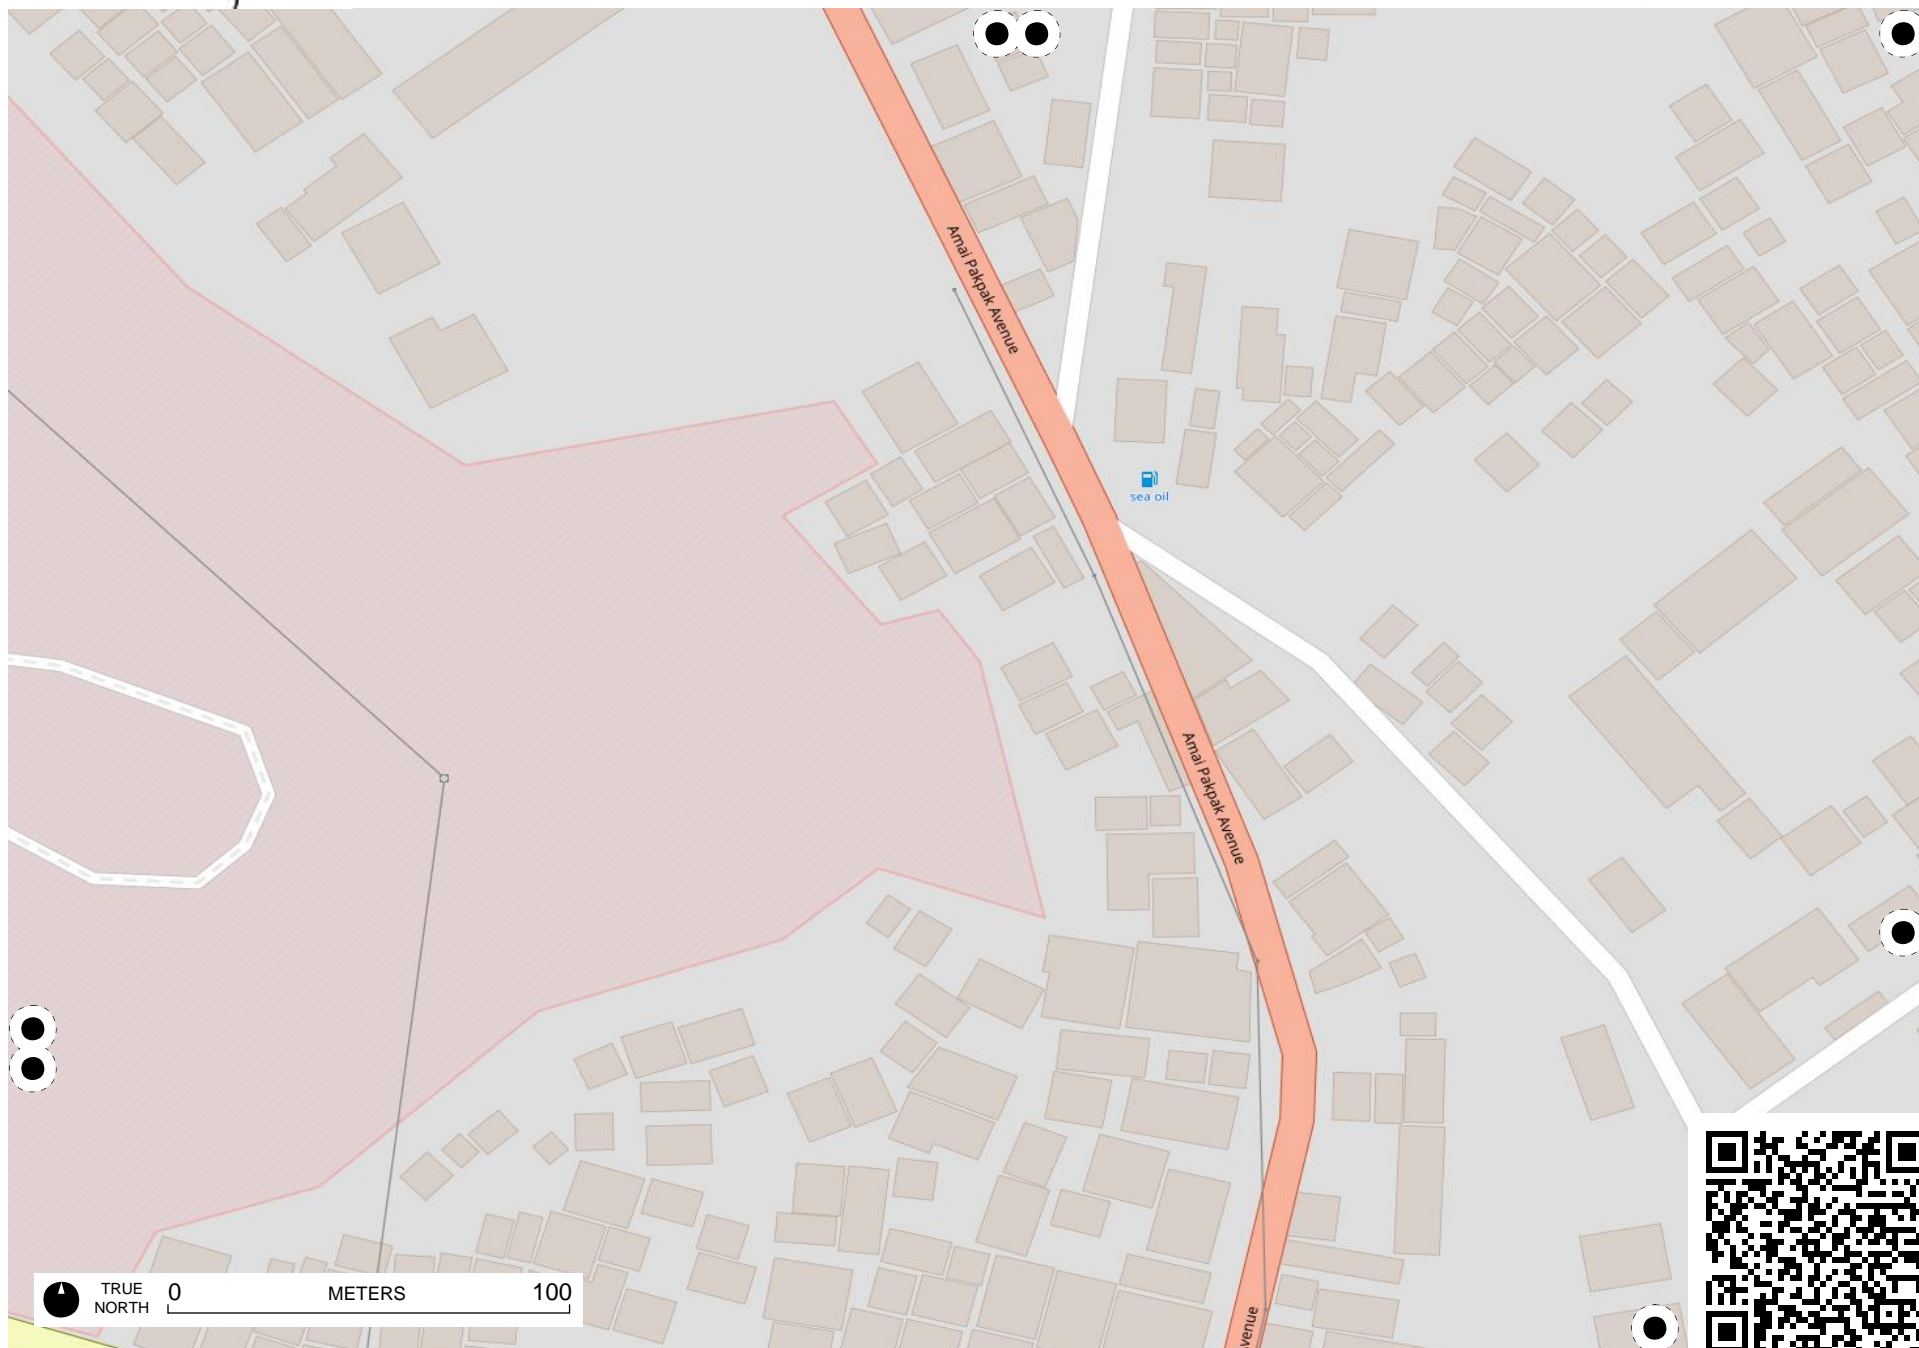 Amai Pakpak Avenue
sea oil
Amai Pakpak Avenue
TRUE
NORTH
0 METERS 100
venue